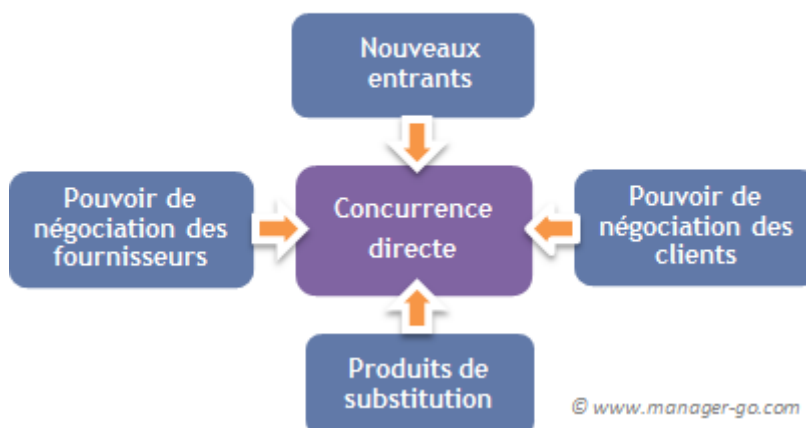 Nouveaux
entrants
Pouvoir de
négociation des
fournisseurs
Concurrence
directe
Pouvoir de
négociation des
clients
Produits de
substitution
© www.manager-go.com